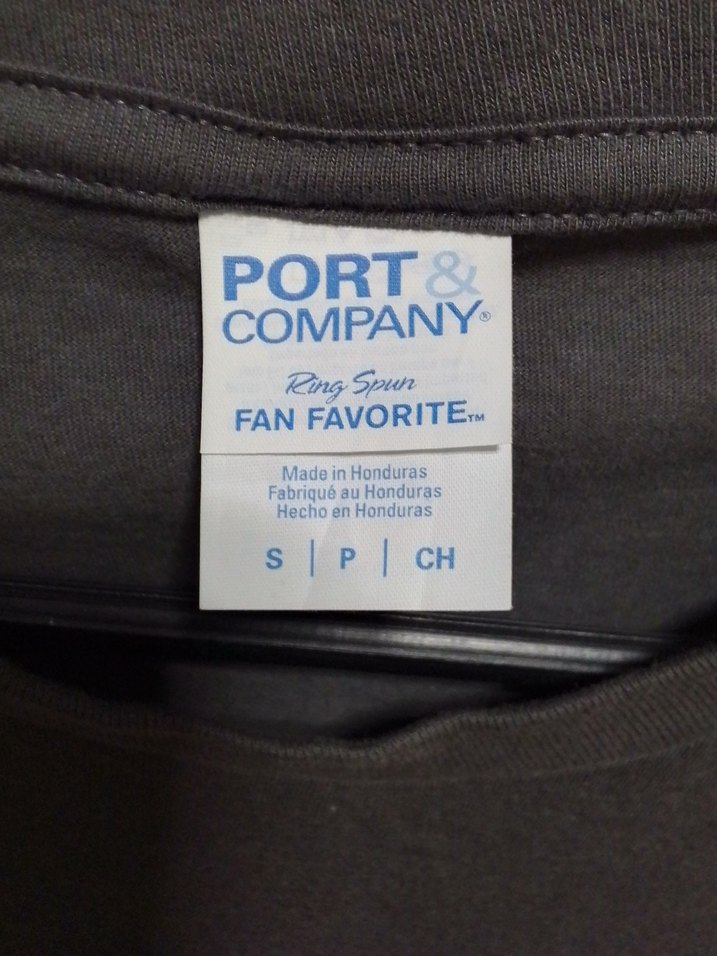 PORT &
COMPANY®
Ring Spun
FAN FAVORITE™
Made in Honduras
Fabriqué au Honduras
Hecho en Honduras
S | P | CH